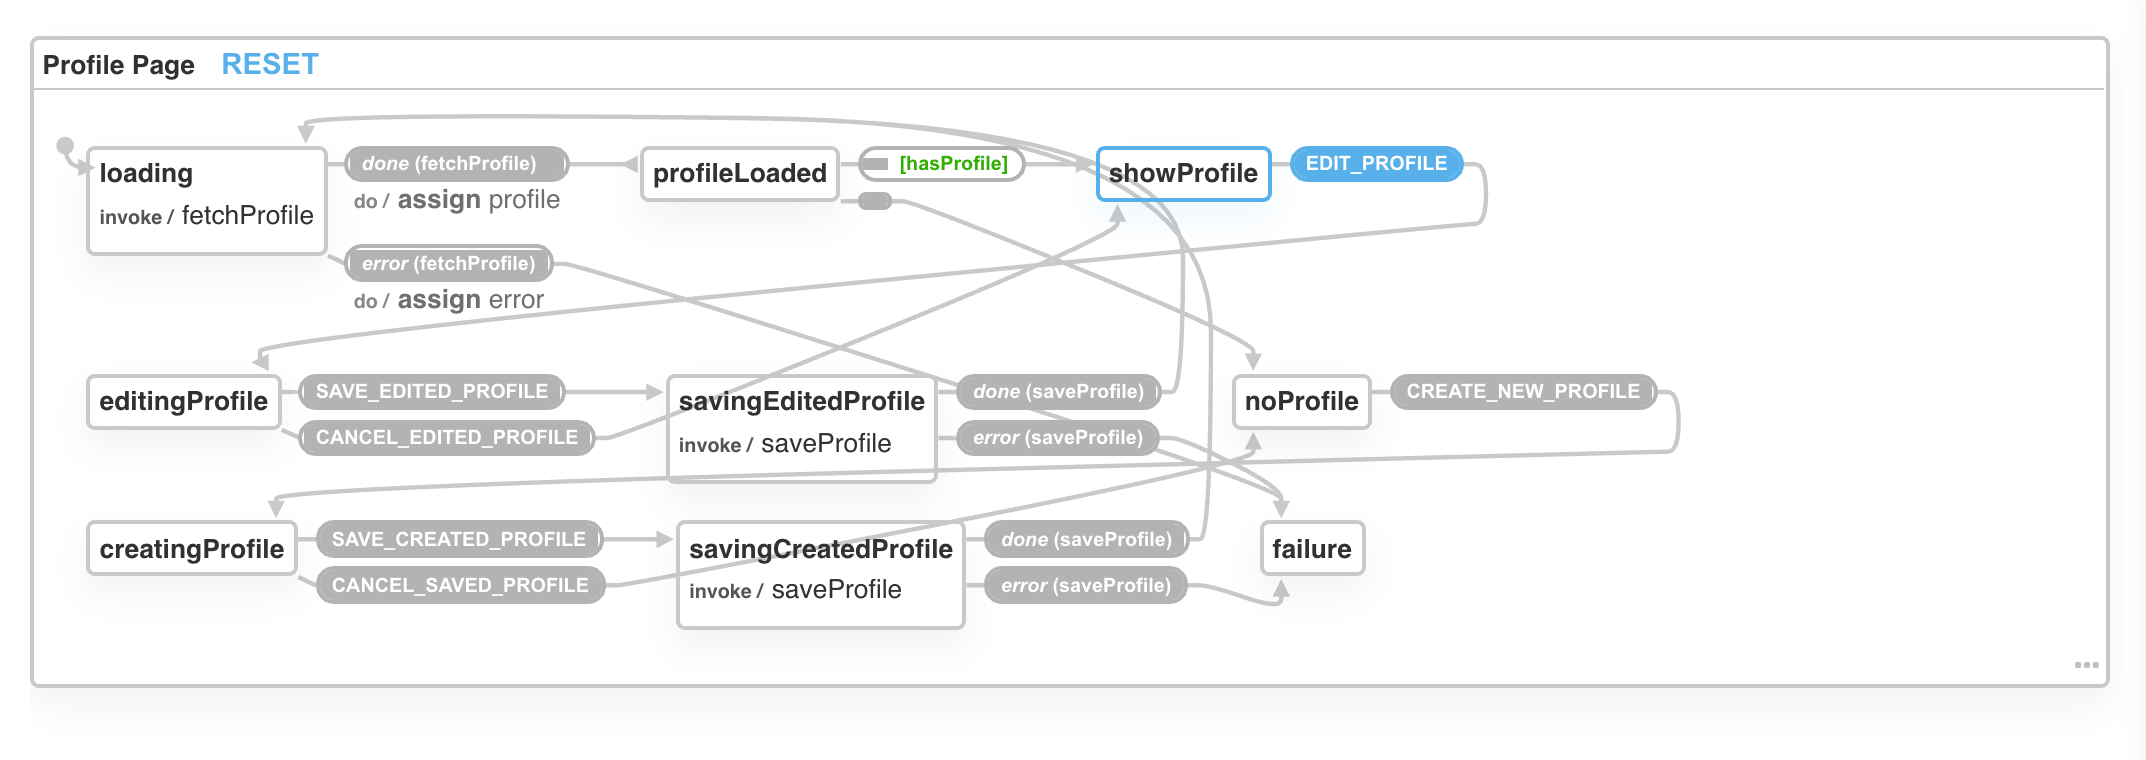 Profile Page RESET
loading
invoke / fetchProfile
done (fetchProfile)
do / assign profile
error (fetchProfile)
do / assign error
profileLoaded
[hasProfile]
showProfile
EDIT_PROFILE
editingProfile
SAVE_EDITED_PROFILE
CANCEL_EDITED_PROFILE
savingEditedProfile
invoke / saveProfile
done (saveProfile)
error (saveProfile)
noProfile
CREATE_NEW_PROFILE
creatingProfile
SAVE_CREATED_PROFILE
CANCEL_SAVED_PROFILE
savingCreatedProfile
invoke / saveProfile
done (saveProfile)
error (saveProfile)
failure